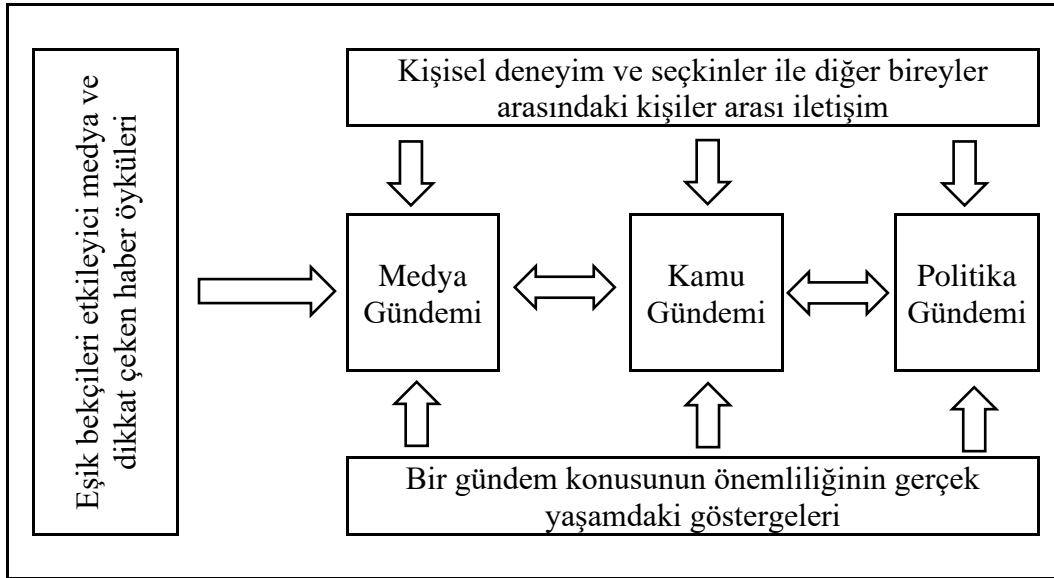 Eşik bekçileri etkileyici medya ve
dikkat çeken haber öyküleri
Kişisel deneyim ve seçkinler ile diğer bireyler
arasındaki kişiler arası iletişim
Medya
Gündemi
Kamu
Gündemi
Politika
Gündemi
Bir gündem konusunun önemliliğinin gerçek
yaşamdaki göstergeleri